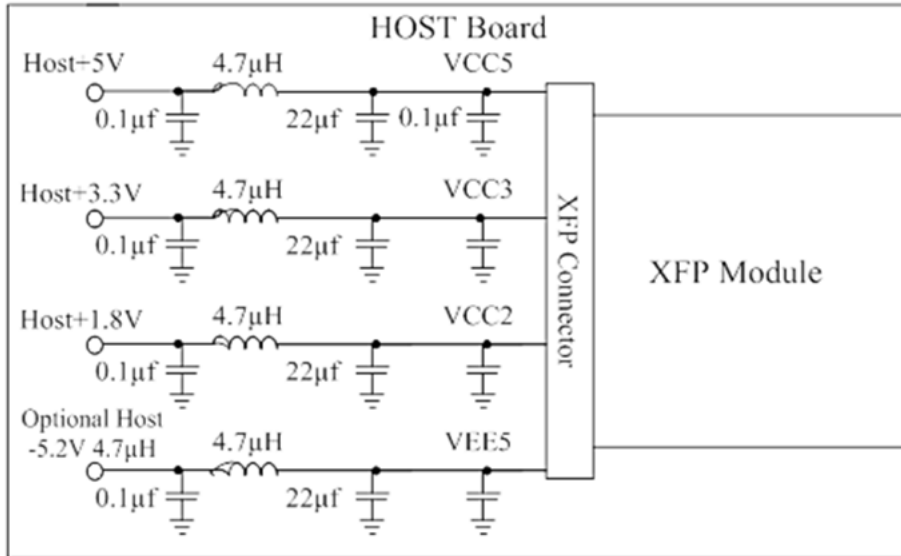 HOST Board
Host+5V 4.7μH VCC5
0.1μf 22μf 0.1μf
Host+3.3V 4.7μH VCC3
0.1μf 22μf
XFP Connector
XFP Module
Host+1.8V 4.7μH VCC2
0.1μf 22μf
Optional Host
-5.2V 4.7μH 4.7μH VEE5
0.1μf 22μf